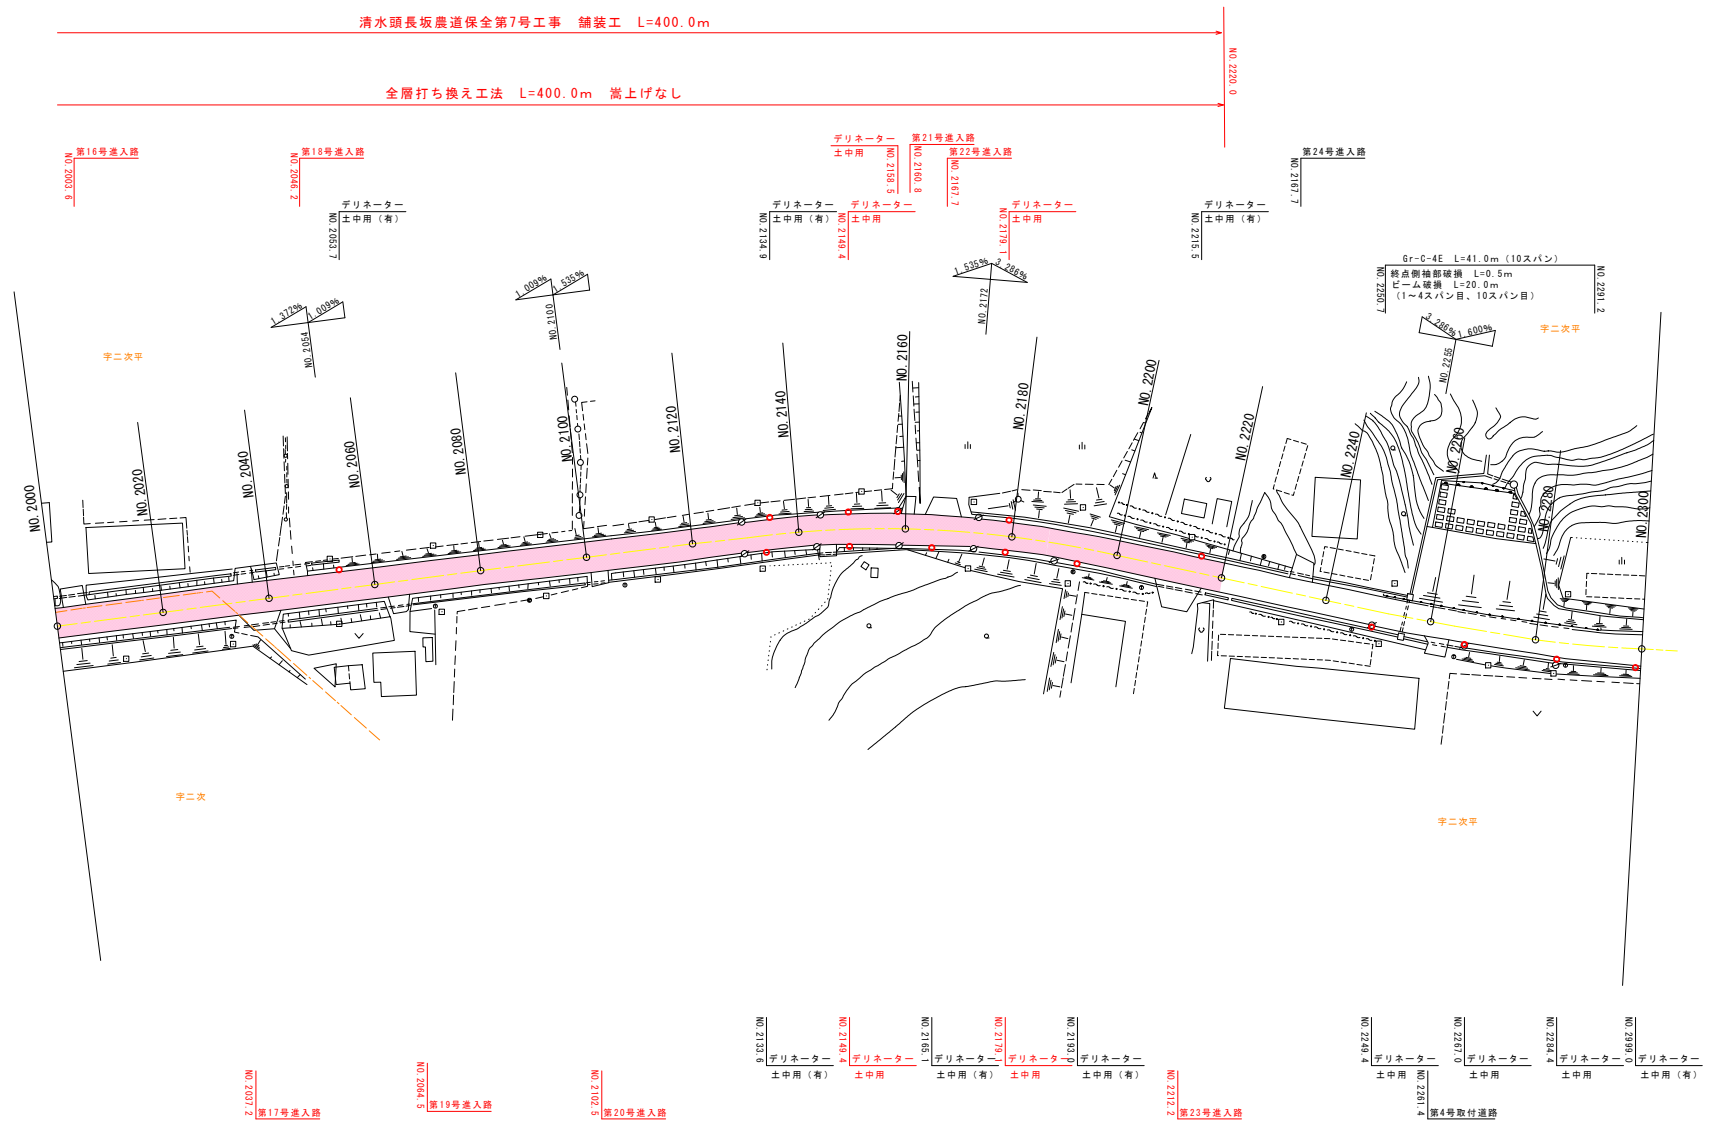 清水頭長坂農道保全第7号工事　舗装工　L=400.0m
NO.2220.0
全層打ち換え工法　L=400.0m　嵩上げなし
第16号進入路
NO.2003.6
第18号進入路
NO.2046.2
デリネーター
土中用
NO.2158.5
第21号進入路
NO.2160.8
第22号進入路
NO.2167.7
第24号進入路
NO.2167.7
デリネーター
土中用（有）
NO.2053.7
デリネーター
土中用（有）
NO.2134.9
デリネーター
土中用
NO.2149.4
デリネーター
土中用
NO.2179.1
デリネーター
土中用（有）
NO.2215.5
Gr-C-4E　L=41.0m（10スパン）
終点側袖部破損　L=0.5m
ビーム破損　L=20.0m
（1～4スパン目、10スパン目）
NO.2250.7
NO.2291.2
1.372%
1.009%
NO.2054
1.009%
1.535%
NO.2100
1.535%
3.286%
NO.2172
3.286%
1.600%
NO.2255
字二次平
字二次平
NO.2000
NO.2020
NO.2040
NO.2060
NO.2080
NO.2100
NO.2120
NO.2140
NO.2160
NO.2180
NO.2200
NO.2220
NO.2240
NO.2260
NO.2280
NO.2300
字二次
字二次平
NO.2133.6
デリネーター
土中用（有）
NO.2149.4
デリネーター
土中用
NO.2165.1
デリネーター
土中用（有）
NO.2179.1
デリネーター
土中用
NO.2193.0
デリネーター
土中用（有）
NO.2249.4
デリネーター
土中用
NO.2267.0
デリネーター
土中用
NO.2284.4
デリネーター
土中用
NO.2999.0
デリネーター
土中用（有）
NO.2037.2
第17号進入路
NO.2064.5
第19号進入路
NO.2102.5
第20号進入路
NO.2212.2
第23号進入路
NO.2261.4
第4号取付道路